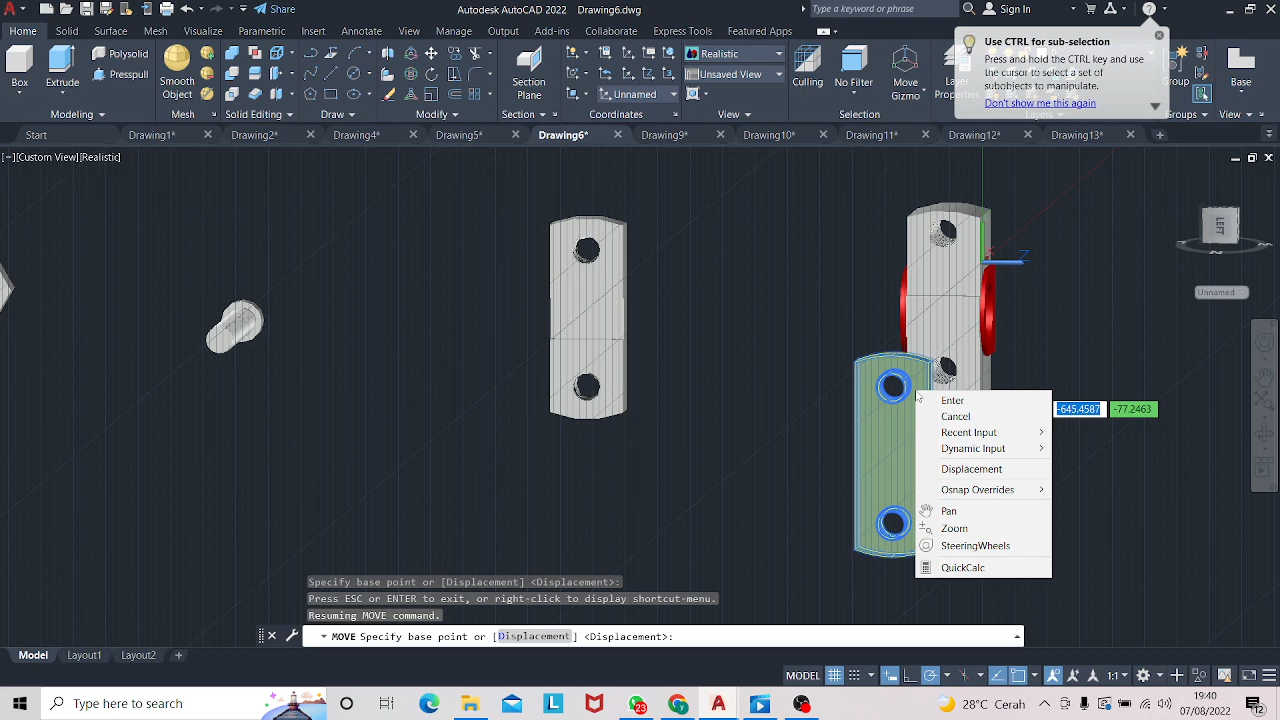 Share
Autodesk AutoCAD 2022
Drawing6.dwg
Type a keyword or phrase
Sign In
Home
Solid
Surface
Mesh
Visualize
Parametric
Insert
Annotate
View
Manage
Output
Add-ins
Collaborate
Express Tools
Featured Apps
Box
Extrude
Polysolid
Presspull
Smooth
Object
Section
Plane
Unnamed
Realistic
Unsaved View
Culling
No Filter
Move
Gizmo
Layer
Properties
Group
Base
Modeling
Mesh
Solid Editing
Draw
Modify
Section
Coordinates
View
Selection
Layers
Groups
View
Use CTRL for sub-selection
Press and hold the CTRL key and use
the cursor to select a set of
subobjects to manipulate.
Don't show me this again
Start
Drawing1*
Drawing2*
Drawing4*
Drawing5*
Drawing6*
Drawing9*
Drawing10*
Drawing11*
Drawing12*
Drawing13*
[–][Custom View][Realistic]
LEFT
Z
Unnamed
Enter
Cancel
Recent Input
Dynamic Input
Displacement
Osnap Overrides
Pan
Zoom
SteeringWheels
QuickCalc
-645.4587
-77.2463
Specify base point or [Displacement] <Displacement>:
Press ESC or ENTER to exit, or right-click to display shortcut-menu.
Resuming MOVE command.
MOVE Specify base point or [Displacement] <Displacement>:
Model
Layout1
Layout2
MODEL
1:1
Type here to search
23
28°C Cerah
19:40
07/08/2022
12